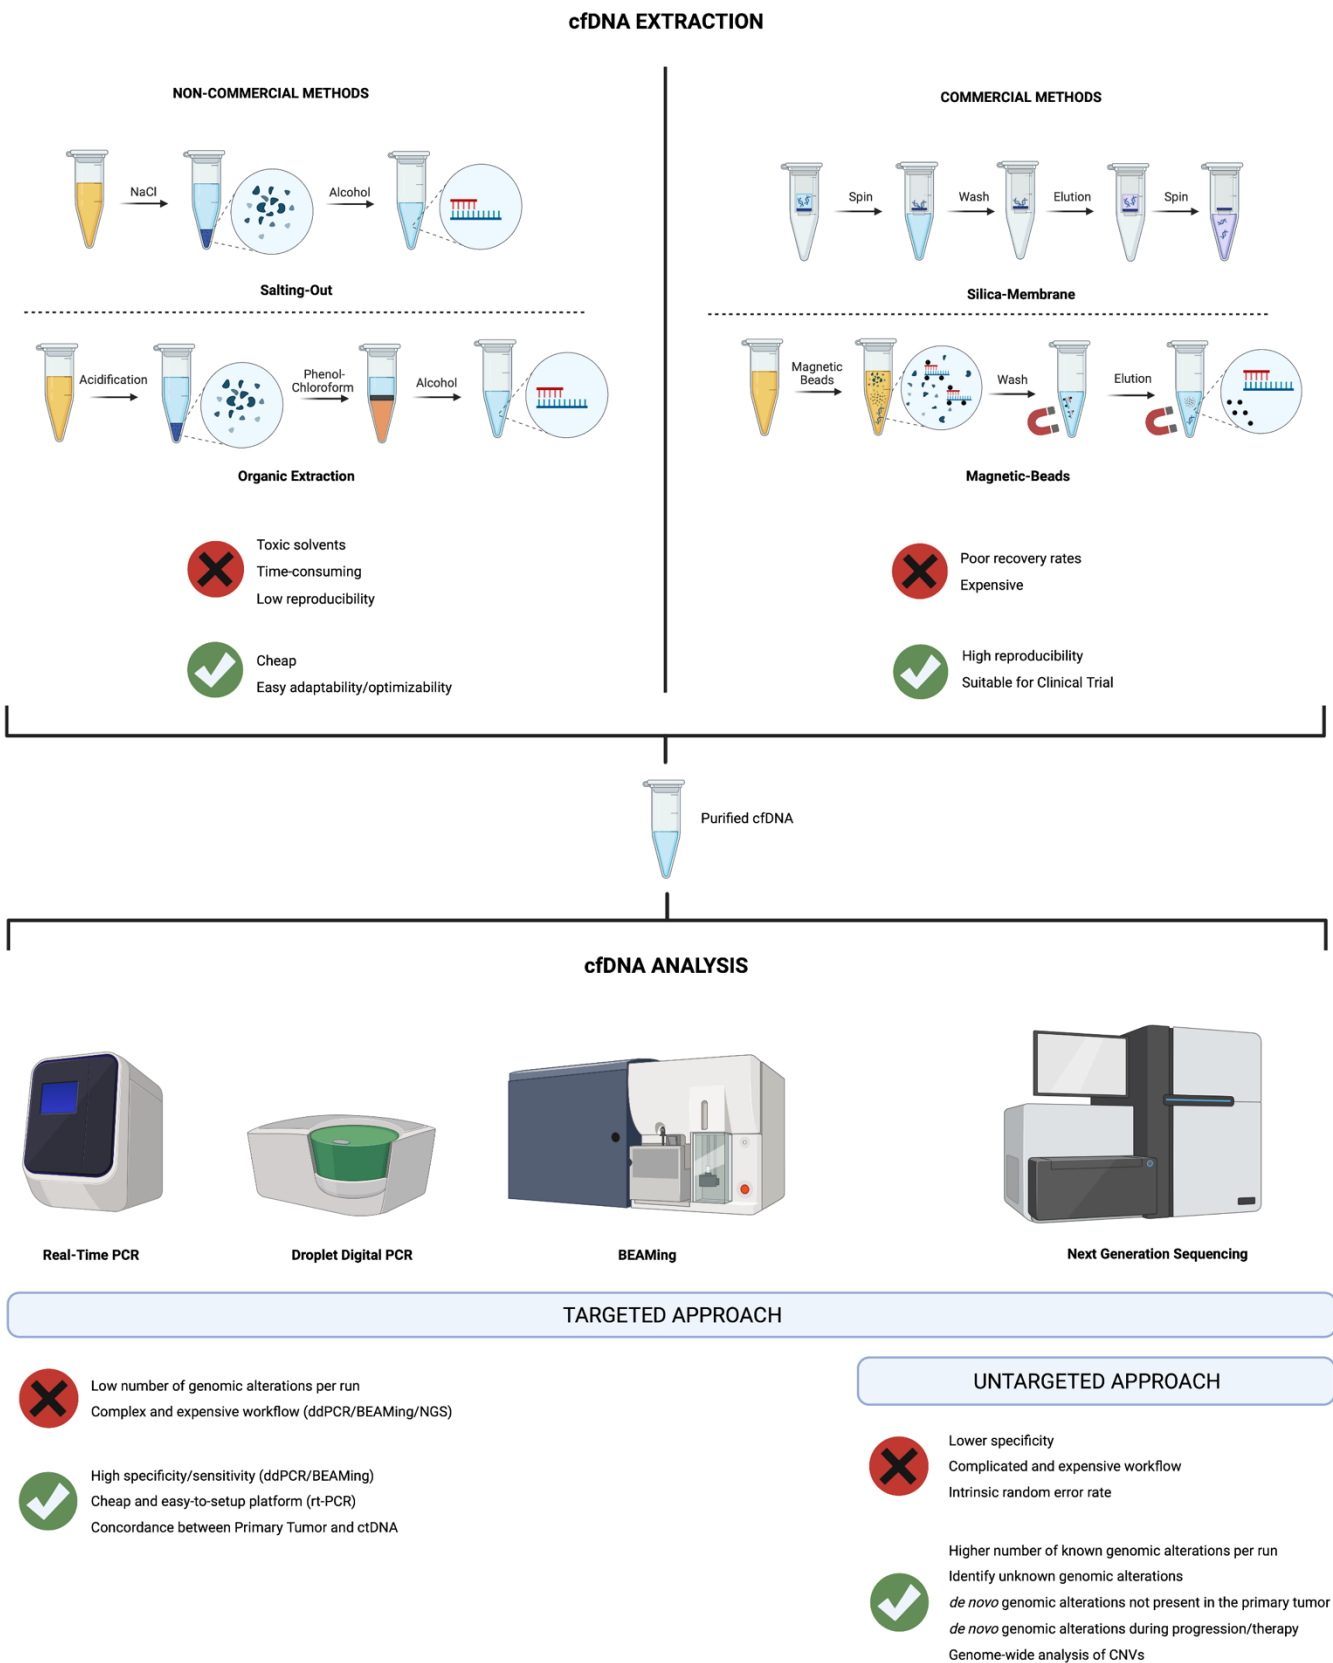 cfDNA EXTRACTION
NON-COMMERCIAL METHODS
NaCl
Alcohol
Salting-Out
Acidification
Phenol-
Chloroform
Alcohol
Organic Extraction
Toxic solvents
Time-consuming
Low reproducibility
Cheap
Easy adaptability/optimizability
COMMERCIAL METHODS
Spin
Wash
Elution
Spin
Silica-Membrane
Magnetic
Beads
Wash
Elution
Magnetic-Beads
Poor recovery rates
Expensive
High reproducibility
Suitable for Clinical Trial
Purified cfDNA
cfDNA ANALYSIS
Real-Time PCR
Droplet Digital PCR
BEAMing
Next Generation Sequencing
TARGETED APPROACH
Low number of genomic alterations per run
Complex and expensive workflow (ddPCR/BEAMing/NGS)
High specificity/sensitivity (ddPCR/BEAMing)
Cheap and easy-to-setup platform (rt-PCR)
Concordance between Primary Tumor and ctDNA
UNTARGETED APPROACH
Lower specificity
Complicated and expensive workflow
Intrinsic random error rate
Higher number of known genomic alterations per run
Identify unknown genomic alterations
de novo genomic alterations not present in the primary tumor
de novo genomic alterations during progression/therapy
Genome-wide analysis of CNVs